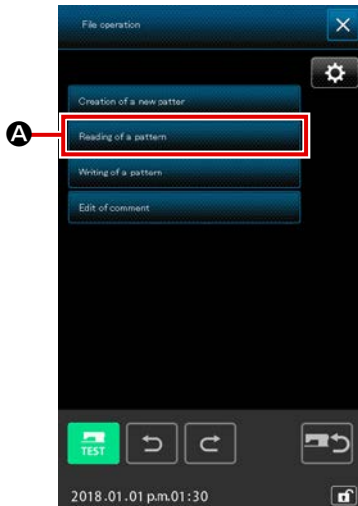 File operation
A
Creation of a new patter
Reading of a pattern
Writing of a pattern
Edit of comment
TEST
2018.01.01 p.m.01:30